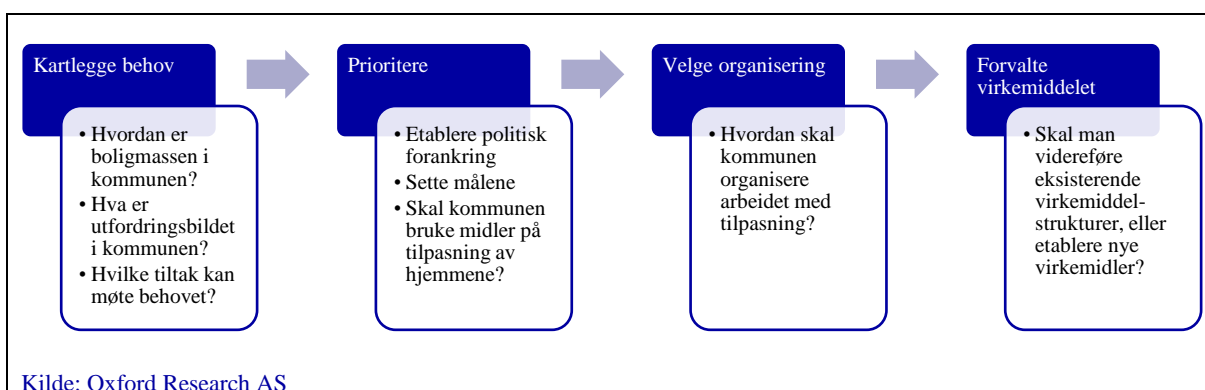 Kartlegge behov
• Hvordan er
boligmassen i
kommunen?
• Hva er
utfordringsbildet
i kommunen?
• Hvilke tiltak kan
møte behovet?
Prioritere
• Etablere politisk
forankring
• Sette målene
• Skal kommunen
bruke midler på
tilpasning av
hjemmene?
Velge organisering
• Hvordan skal
kommunen
organisere
arbeidet med
tilpasning?
Forvalte
virkemiddelet
• Skal man
videreføre
eksisterende
virkemiddel-
strukturer, eller
etablere nye
virkemidler?
Kilde: Oxford Research AS